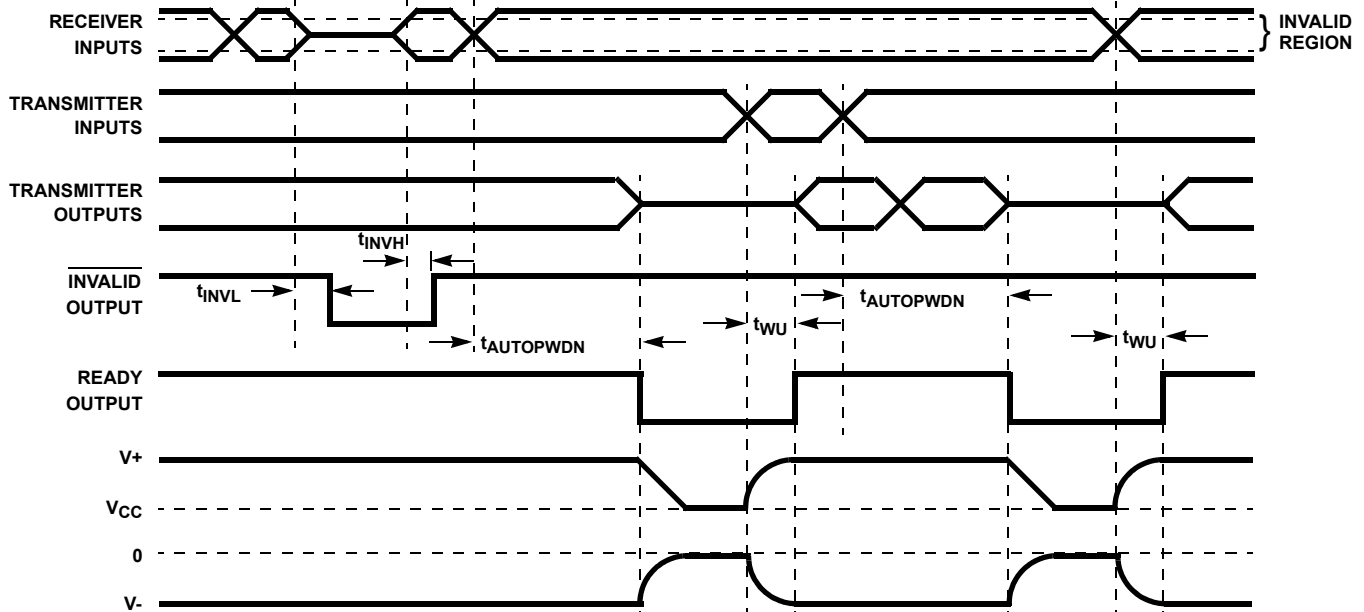 RECEIVER
INPUTS
} INVALID
REGION
TRANSMITTER
INPUTS
TRANSMITTER
OUTPUTS
tINVH
INVALID
OUTPUT
tINVL
tAUTOPWDN
tWU
tAUTOPWDN
tWU
READY
OUTPUT
V+
VCC
0
V-